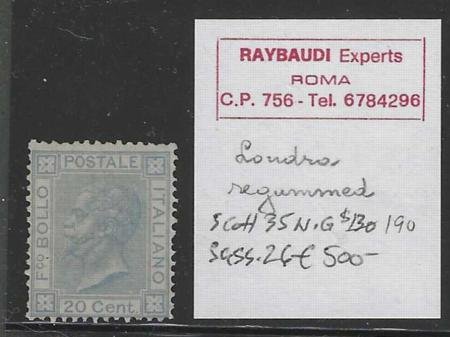 RAYBAUDI Experts
ROMA
C.P. 756 - Tel. 6784296
Londra
regummed
Scott 35 N.G $130 190
Sass. 26 € 500-
Fco BOLLO
POSTALE
ITALIANO
20 Cent.